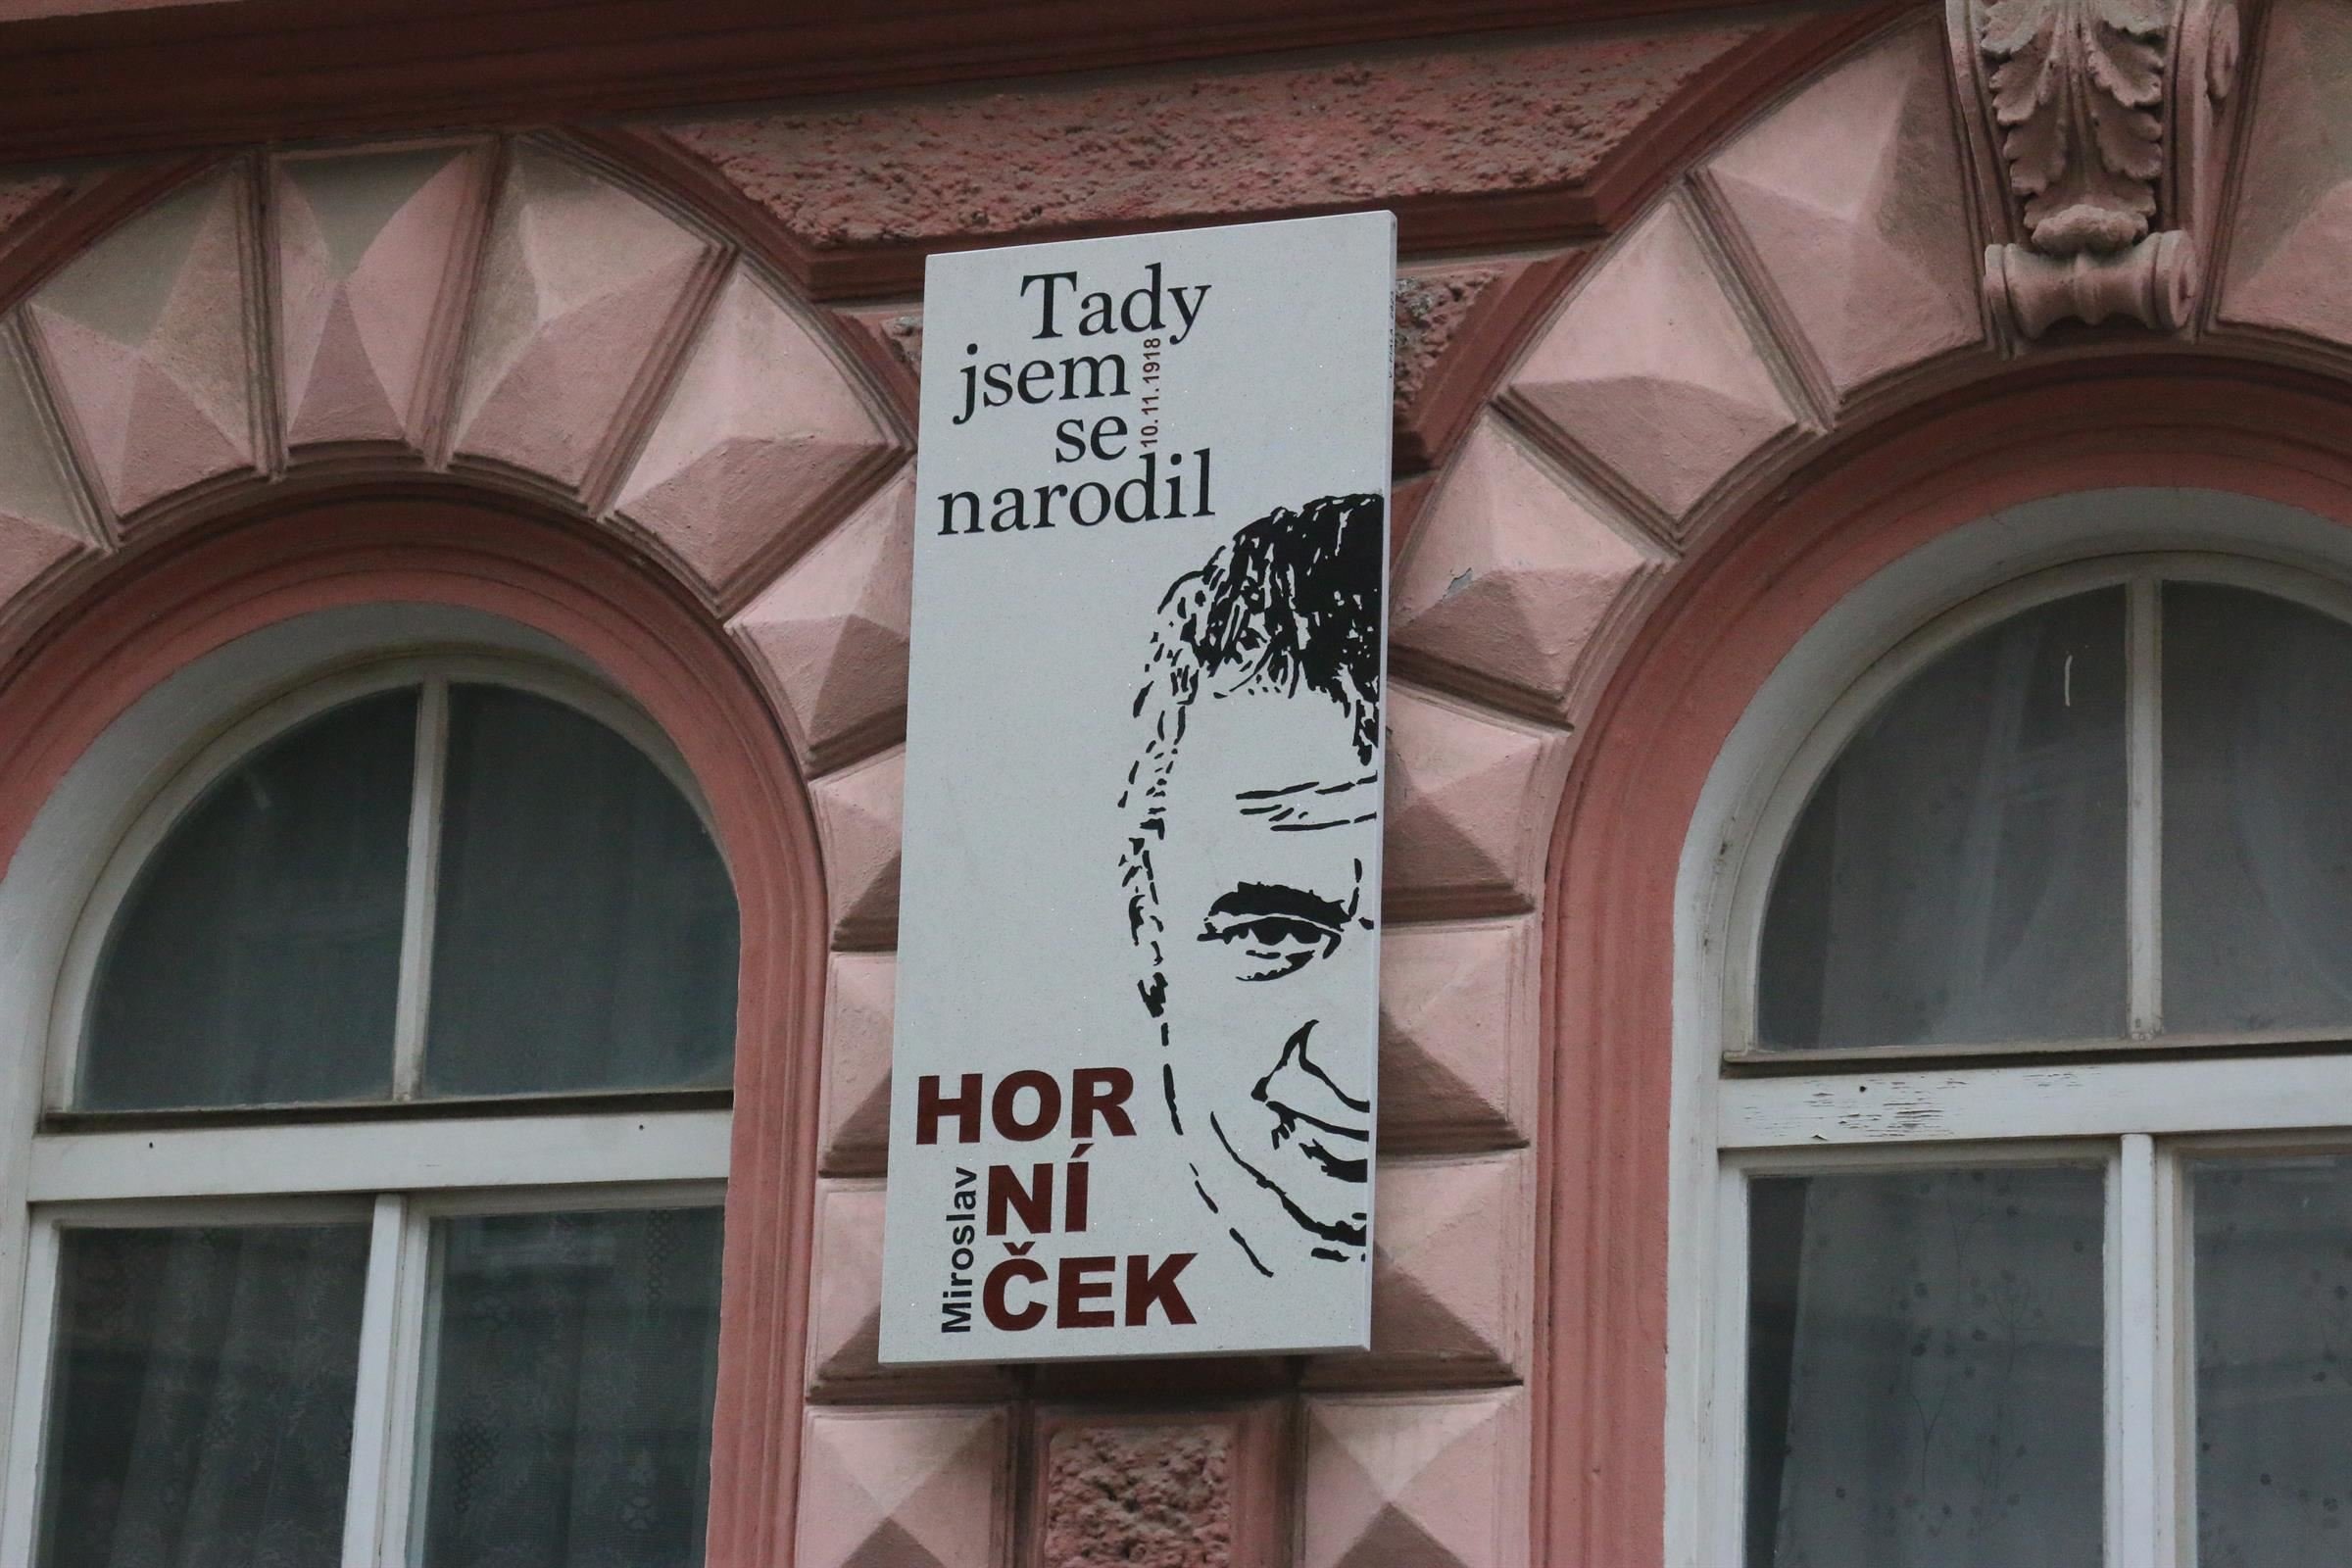 Tady
jsem
se
10.11.1918
narodil
HOR
NÍ
Miroslav
ČEK